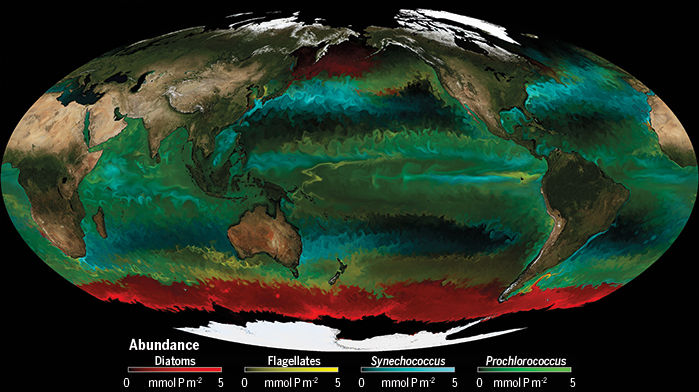 Abundance
Diatoms Flagellates Synechococcus Prochlorococcus
0 mmol P m-2 5 0 mmol P m-2 5 0 mmol P m-2 5 0 mmol P m-2 5